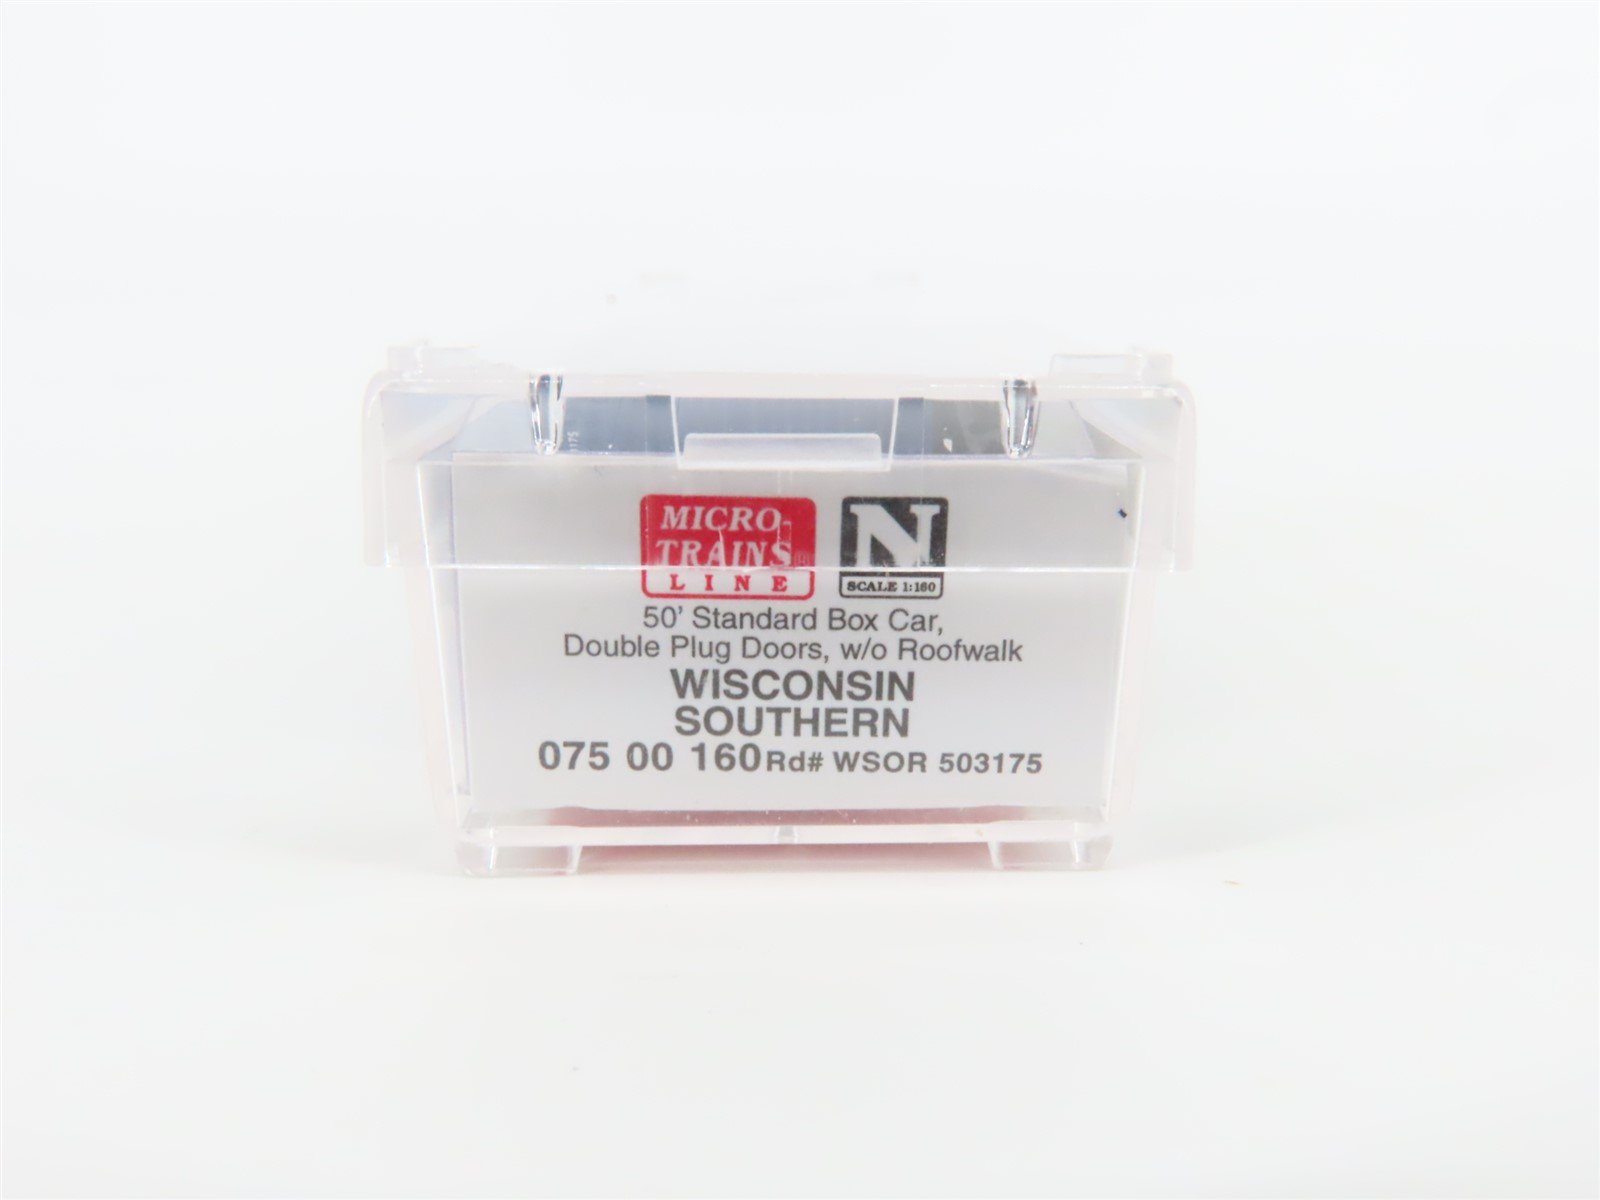 175
MICRO-
TRAINS®
LINE
N
SCALE 1:160
50' Standard Box Car,
Double Plug Doors, w/o Roofwalk
WISCONSIN
SOUTHERN
075 00 160 Rd# WSOR 503175